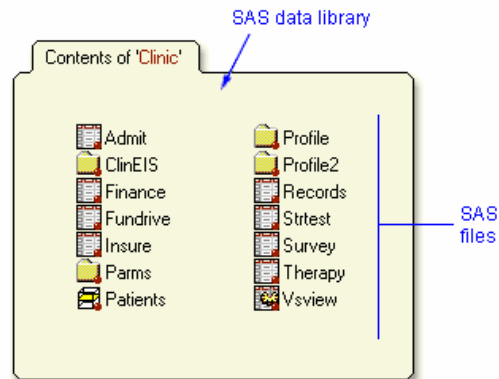 SAS data library
Contents of 'Clinic'
Admit
ClinEIS
Finance
Fundrive
Insure
Parms
Patients
Profile
Profile2
Records
Strtest
Survey
Therapy
Vsview
SAS
files